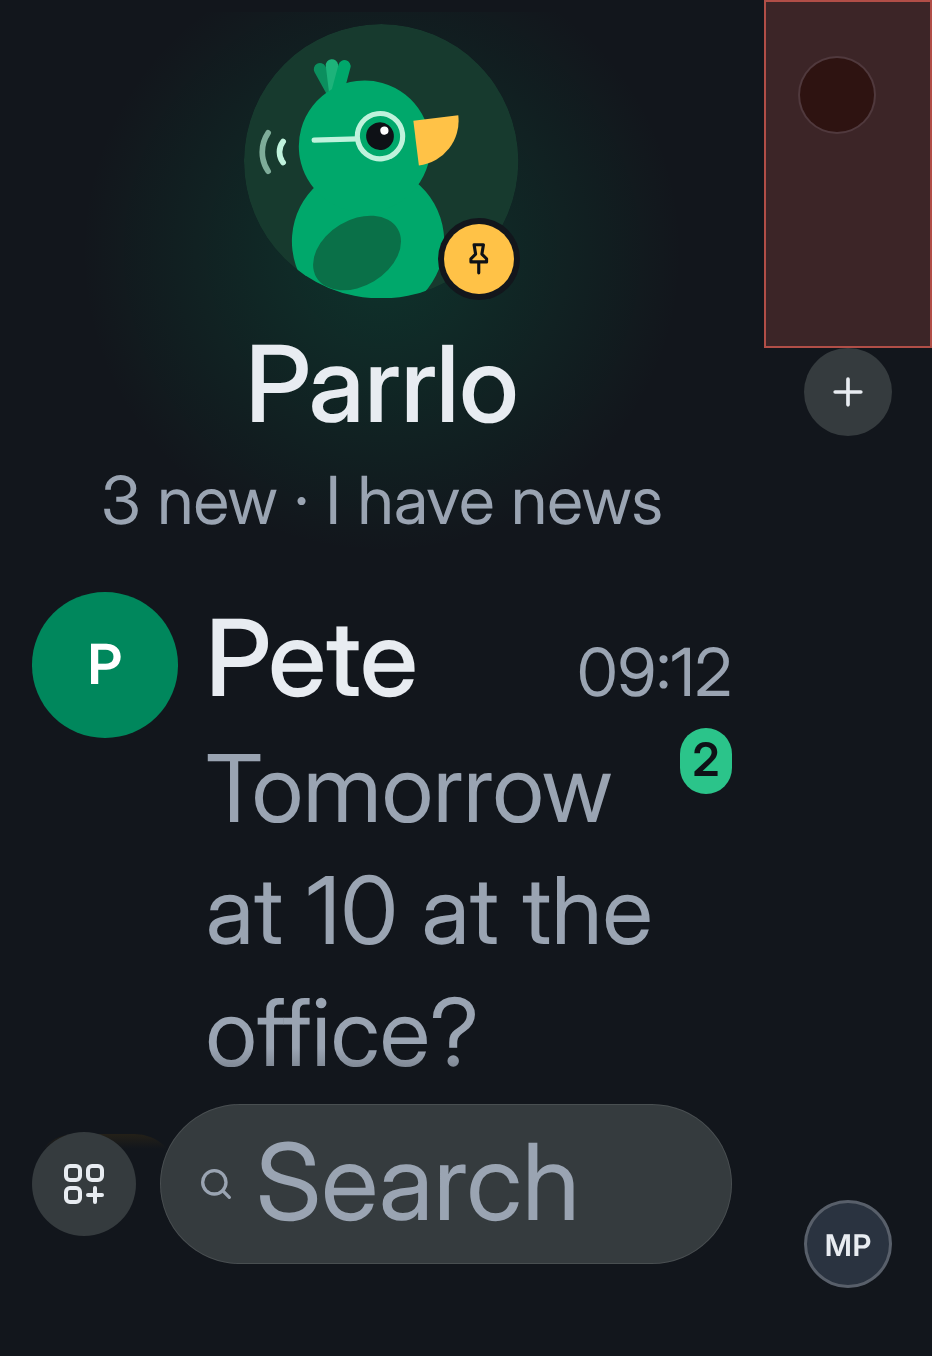 Parrlo
3 new · I have news
P
Pete
09:12
Tomorrow
2
at 10 at the
office?
Search
MP